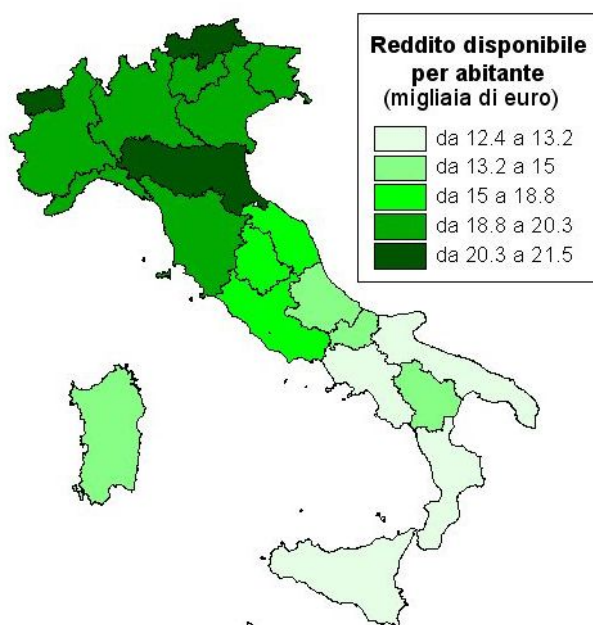 Reddito disponibile
per abitante
(migliaia di euro)
da 12.4 a 13.2
da 13.2 a 15
da 15 a 18.8
da 18.8 a 20.3
da 20.3 a 21.5